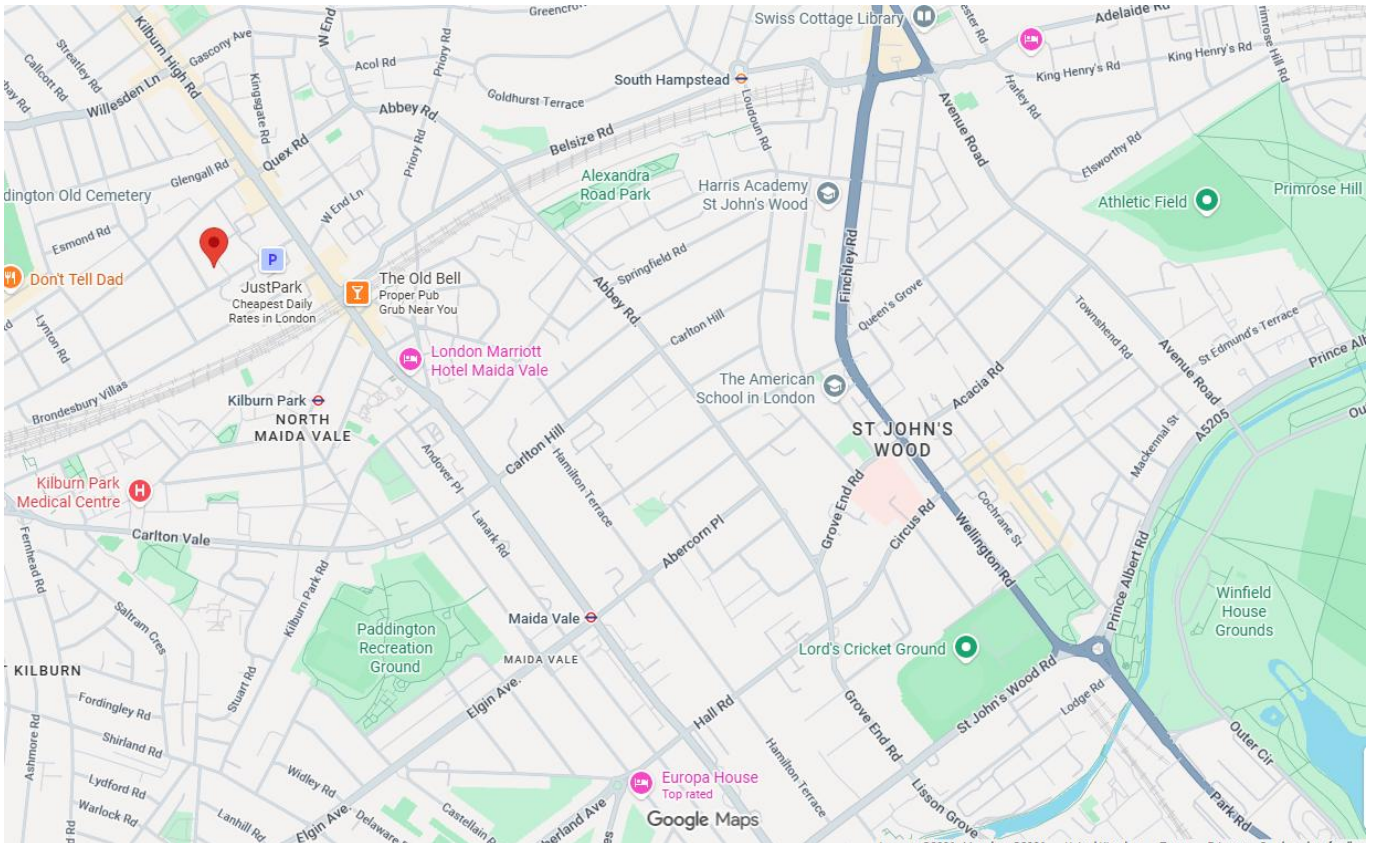 Greencroft
Swiss Cottage Library
Adelaide Rd
Kilburn High Rd
W End
Streatley Rd
Gascony Ave
Callcott Rd
Acol Rd
Priory Rd
King Henry's Rd
King Henry's Rd
Primrose Hill Rd
Willesden Ln
Kingsgate Rd
South Hampstead
Goldhurst Terrace
Loudoun Rd
Harley Rd
Avenue Road
Abbey Rd.
Belsize Rd
Quex Rd
Priory Rd
Glengall Rd
Elsworthy Rd
dington Old Cemetery
W End Ln
Alexandra
Road Park
Harris Academy
St John's Wood
Athletic Field
Primrose Hill
Esmond Rd
P
Don't Tell Dad
JustPark
Cheapest Daily
Rates in London
The Old Bell
Proper Pub
Grub Near You
Springfield Rd
Abbey Rd.
Finchley Rd
Queen's Grove
Townshend Rd
St Edmund's Terrace
Lynton Rd
Carlton Hill
London Marriott
Hotel Maida Vale
Avenue Road
Prince Al
Brondesbury Villas
The American
School in London
Acacia Rd
Kilburn Park
NORTH
MAIDA VALE
ST JOHN'S
WOOD
Mackennal St
A5205
Ou
Andover Pl
Carlton Hill
Hamilton Terrace
Kilburn Park
Medical Centre
H
Grove End Rd
Circus Rd
Cochrane St
Carlton Vale
Lanark Rd
Abercorn Pl
Wellington Rd
Fernhead Rd
Kilburn Park Rd
Saltram Cres
Prince Albert Rd
Maida Vale
Paddington
Recreation
Ground
Winfield
House
Grounds
MAIDA VALE
Lord's Cricket Ground
KILBURN
Stuart Rd
Elgin Ave.
St John's Wood Rd
Lodge Rd
Fordingley Rd
Hall Rd
Grove End Rd
Ashmore Rd
Shirland Rd
Hamilton Terrace
Outer Cir
Lydford Rd
Widley Rd
Europa House
Top rated
Warlock Rd
Lanhill Rd
Elgin Ave.
Delaware
Castellain
herland Ave
Google Maps
Lisson Grove
Park Rd